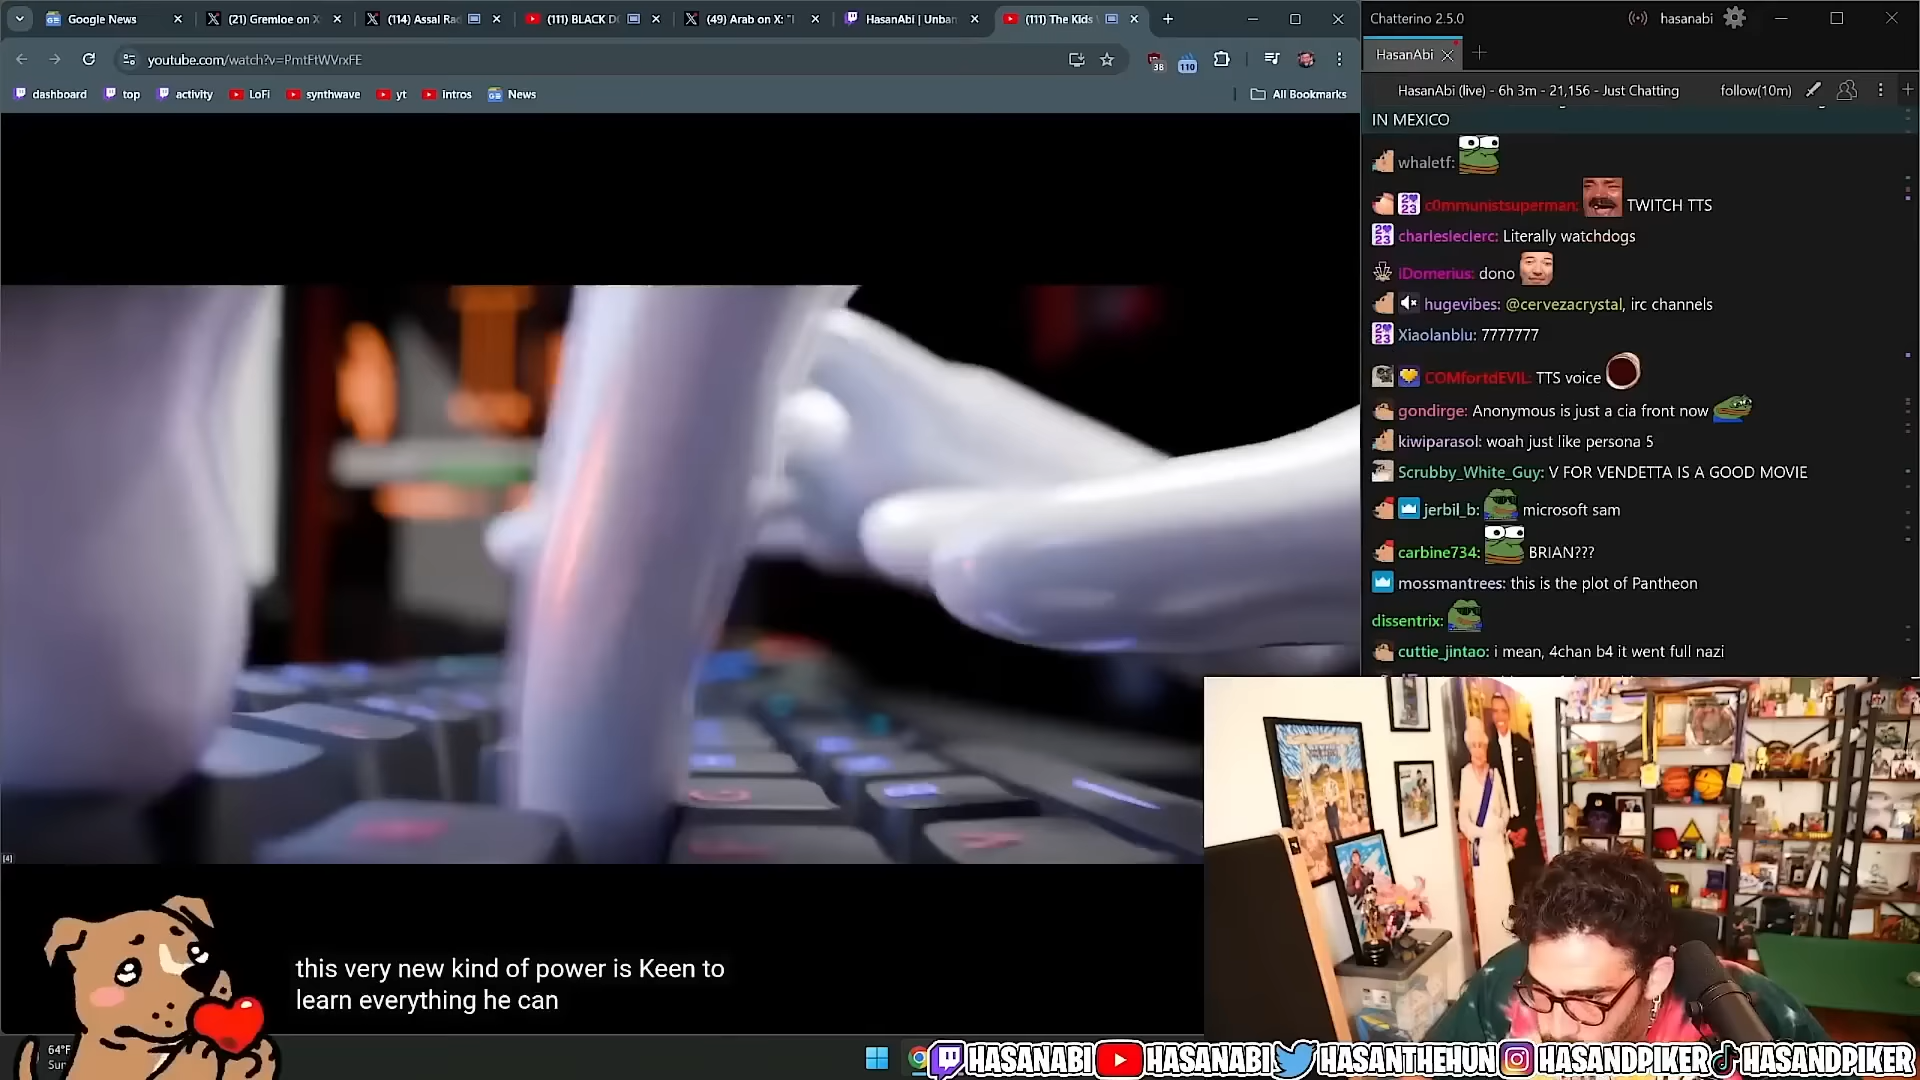 Google News
(21) Gremloe on X
(114) Assal Rad
(111) BLACK D
(49) Arab on X: "I
HasanAbi | Unban
(111) The Kids
youtube.com/watch?v=PmtFtWVrxFE
38
110
dashboard
top
activity
LoFi
synthwave
yt
Intros
News
All Bookmarks
Chatterino 2.5.0
hasanabi
HasanAbi
HasanAbi (live) - 6h 3m - 21,156 - Just Chatting
follow(10m)
IN MEXICO
whaletf:
c0mmunistsuperman: TWITCH TTS
charlesleclerc: Literally watchdogs
IDomerius: dono
hugevibes: @cervezacrystal, irc channels
Xiaolanblu: 7777777
COMfortdEVIL: TTS voice
gondirge: Anonymous is just a cia front now
kiwiparasol: woah just like persona 5
Scrubby_White_Guy: V FOR VENDETTA IS A GOOD MOVIE
jerbil_b: microsoft sam
carbine734: BRIAN???
mossmantrees: this is the plot of Pantheon
dissentrix:
cuttie_jintao: i mean, 4chan b4 it went full nazi
[4]
this very new kind of power is Keen to
learn everything he can
64°F
Sun
HASANABI HASANABI HASANTHEHUN HASANDPIKER HASANDPIKER